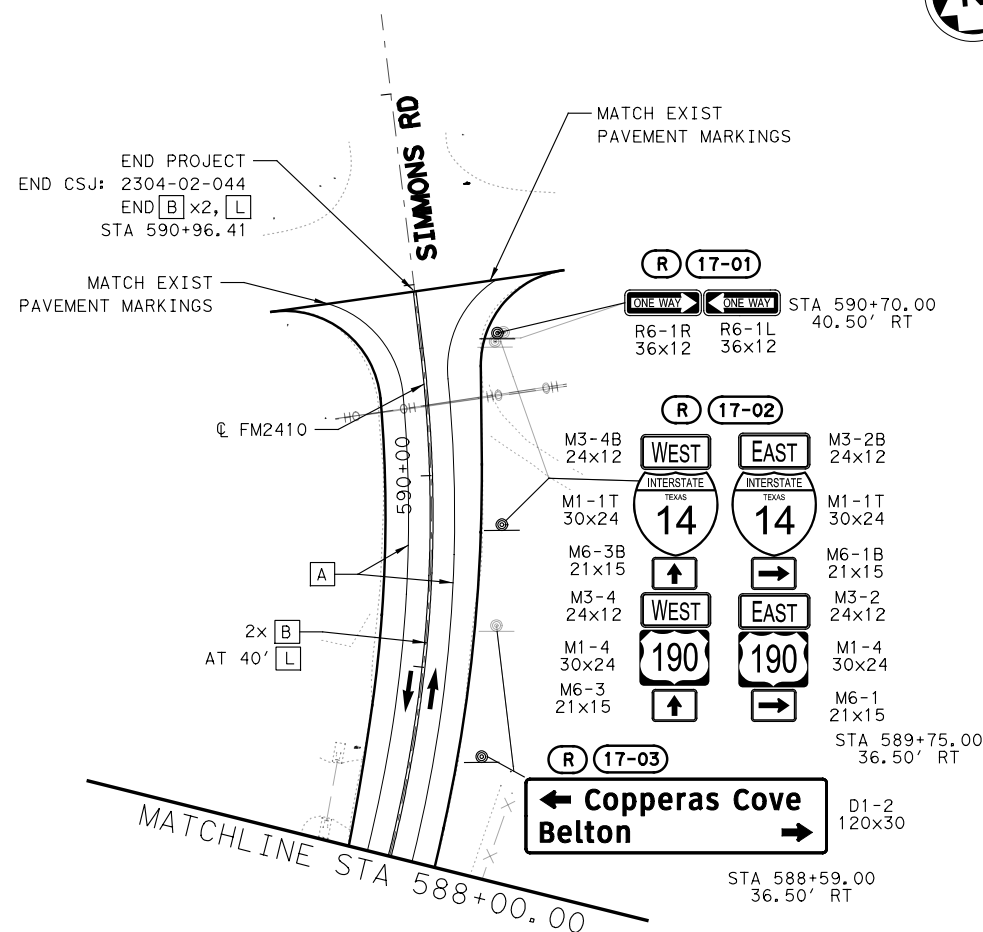 SIMMONS RD
MATCH EXIST
PAVEMENT MARKINGS
END PROJECT
END CSJ: 2304-02-044
END B x2, L
STA 590+96.41
MATCH EXIST
PAVEMENT MARKINGS
R 17-01
ONE WAY ONE WAY
R6-1R R6-1L
36x12 36x12
STA 590+70.00
40.50' RT
OH OH HO OH
℄ FM2410
590+00
R 17-02
M3-4B
24x12
WEST EAST
M3-2B
24x12
INTERSTATE INTERSTATE
TEXAS TEXAS
14 14
M1-1T
30x24
M1-1T
30x24
M6-3B
21x15
M6-1B
21x15
A
M3-4
24x12
WEST EAST
M3-2
24x12
2x B
AT 40' L
M1-4
30x24
190 190
M1-4
30x24
M6-3
21x15
M6-1
21x15
STA 589+75.00
36.50' RT
R 17-03
Copperas Cove
Belton
D1-2
120x30
STA 588+59.00
36.50' RT
MATCHLINE STA 588+00.00